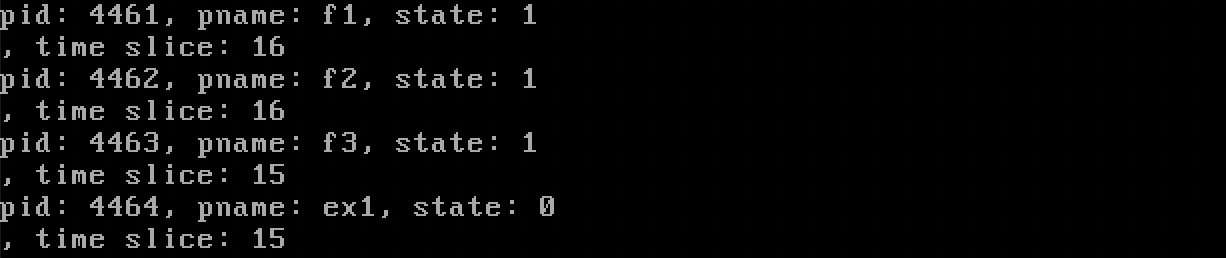 pid: 4461, pname: f1, state: 1
, time slice: 16
pid: 4462, pname: f2, state: 1
, time slice: 16
pid: 4463, pname: f3, state: 1
, time slice: 15
pid: 4464, pname: ex1, state: 0
, time slice: 15